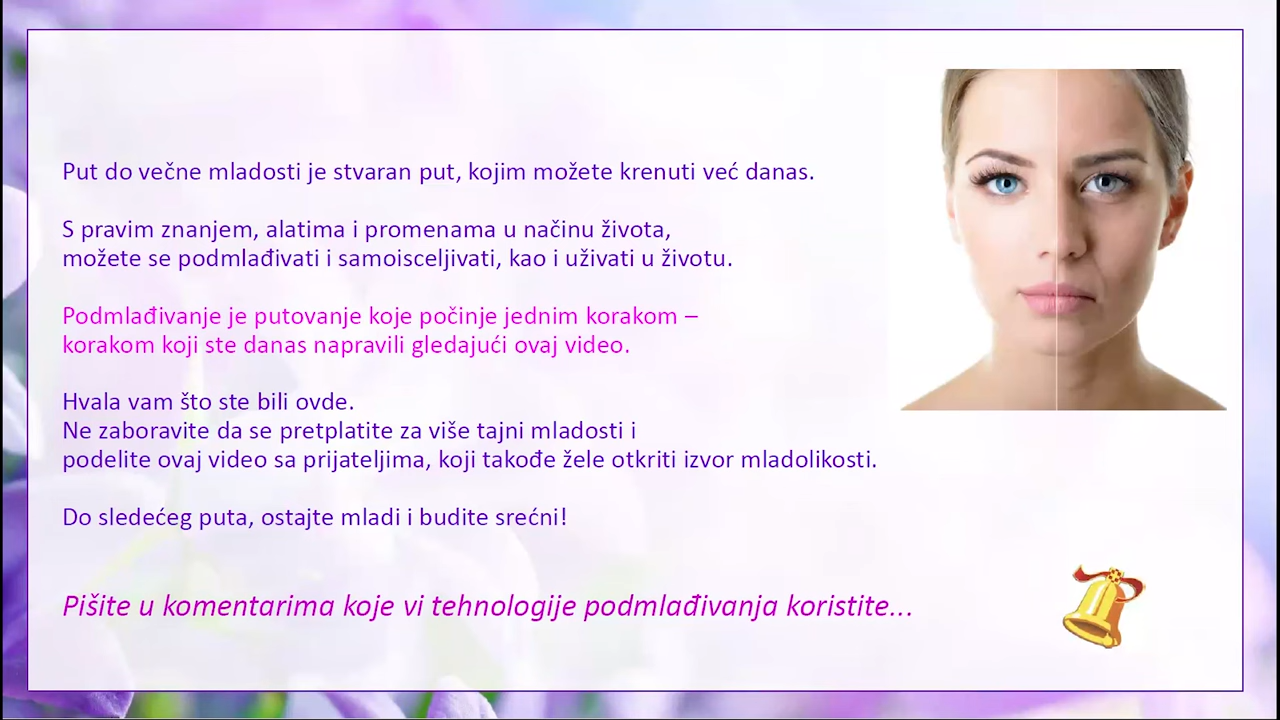 Put do večne mladosti je stvaran put, kojim možete krenuti već danas.
S pravim znanjem, alatima i promenama u načinu života,
možete se podmlađivati i samoisceljivati, kao i uživati u životu.
Podmlađivanje je putovanje koje počinje jednim korakom –
korakom koji ste danas napravili gledajući ovaj video.
Hvala vam što ste bili ovde.
Ne zaboravite da se pretplatite za više tajni mladosti i
podelite ovaj video sa prijateljima, koji takođe žele otkriti izvor mladolikosti.
Do sledećeg puta, ostajte mladi i budite srećni!
Pišite u komentarima koje vi tehnologije podmlađivanja koristite...